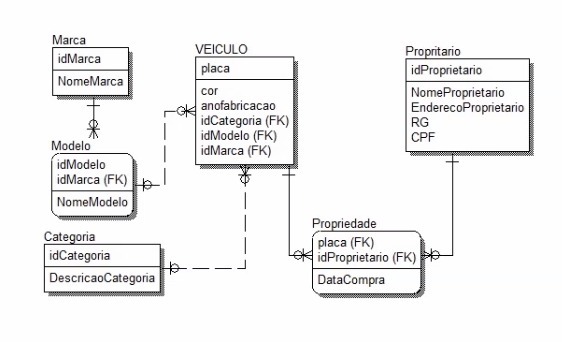 Marca
idMarca
NomeMarca
Modelo
idModelo
idMarca (FK)
NomeModelo
Categoria
idCategoria
DescricaoCategoria
VEICULO
placa
cor
anofabricacao
idCategoria (FK)
idModelo (FK)
idMarca (FK)
Propriedade
placa (FK)
idProprietario (FK)
DataCompra
Propritario
idProprietario
NomeProprietario
EnderecoProprietario
RG
CPF